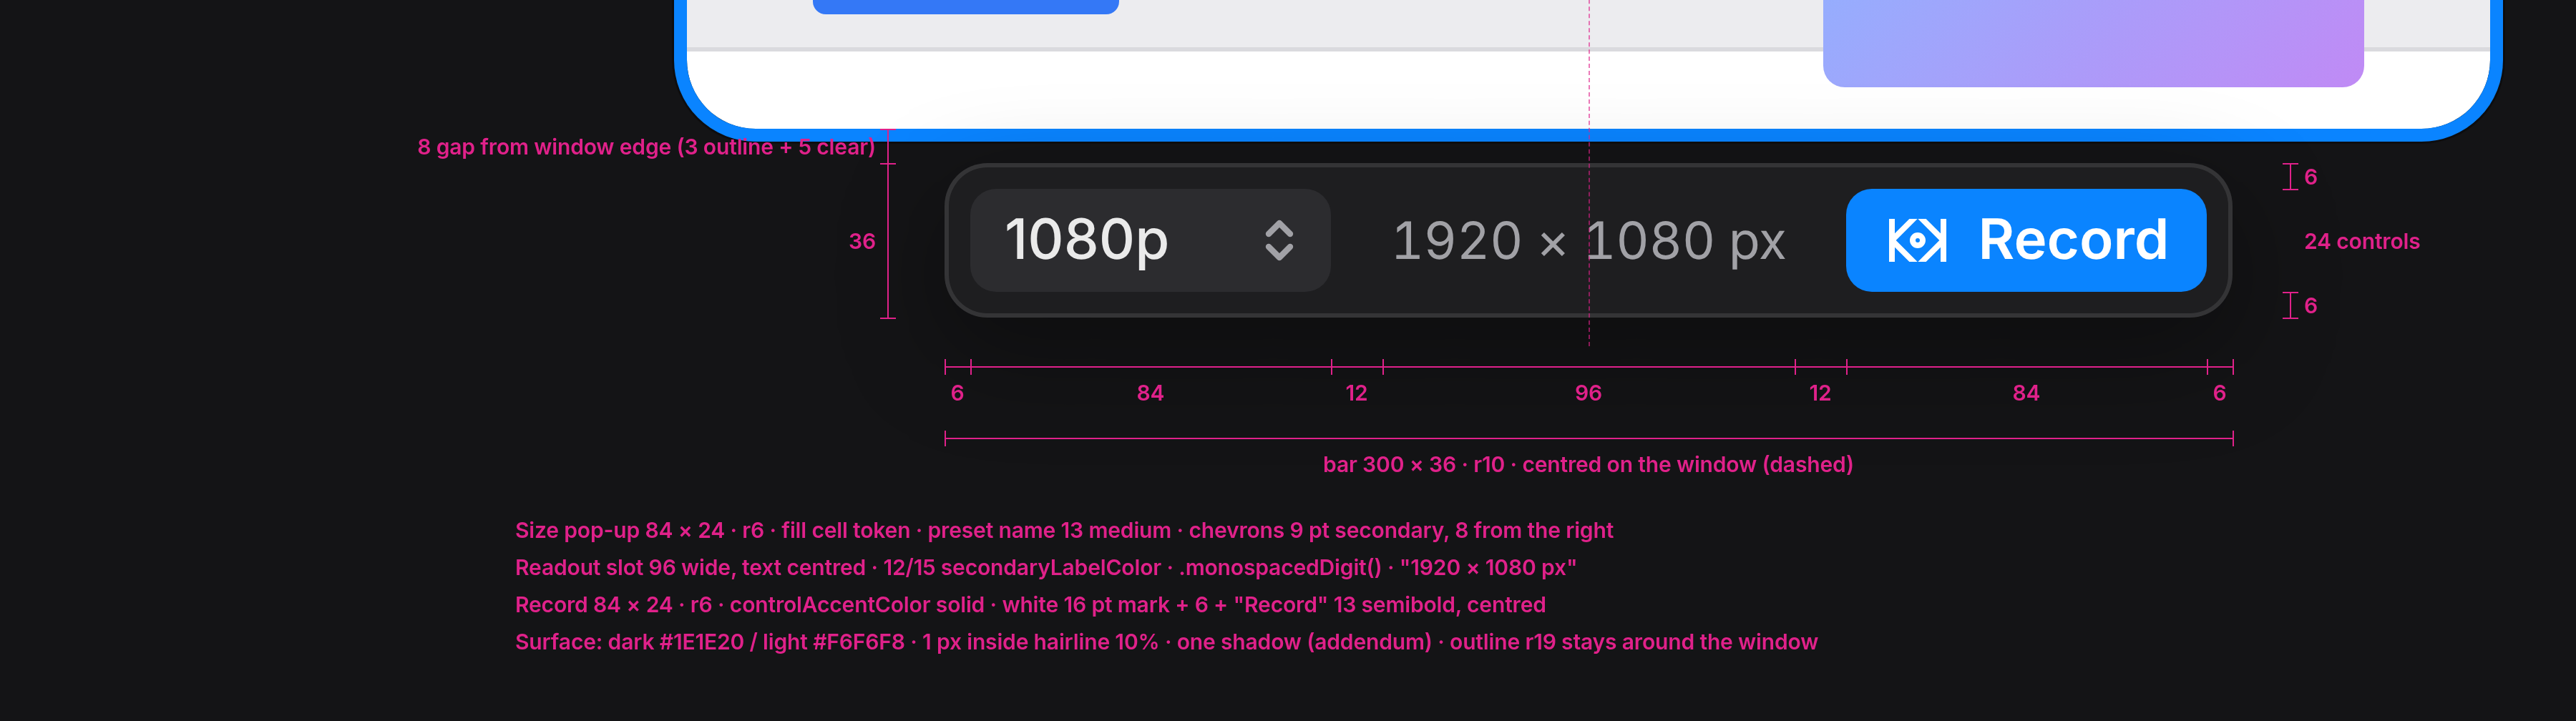 8 gap from window edge (3 outline + 5 clear)
6
1080p 1920 × 1080 px Record
36
24 controls
6
6 84 12 96 12 84 6
bar 300 × 36 · r10 · centred on the window (dashed)
Size pop-up 84 × 24 · r6 · fill cell token · preset name 13 medium · chevrons 9 pt secondary, 8 from the right
Readout slot 96 wide, text centred · 12/15 secondaryLabelColor · .monospacedDigit() · "1920 × 1080 px"
Record 84 × 24 · r6 · controlAccentColor solid · white 16 pt mark + 6 + "Record" 13 semibold, centred
Surface: dark #1E1E20 / light #F6F6F8 · 1 px inside hairline 10% · one shadow (addendum) · outline r19 stays around the window